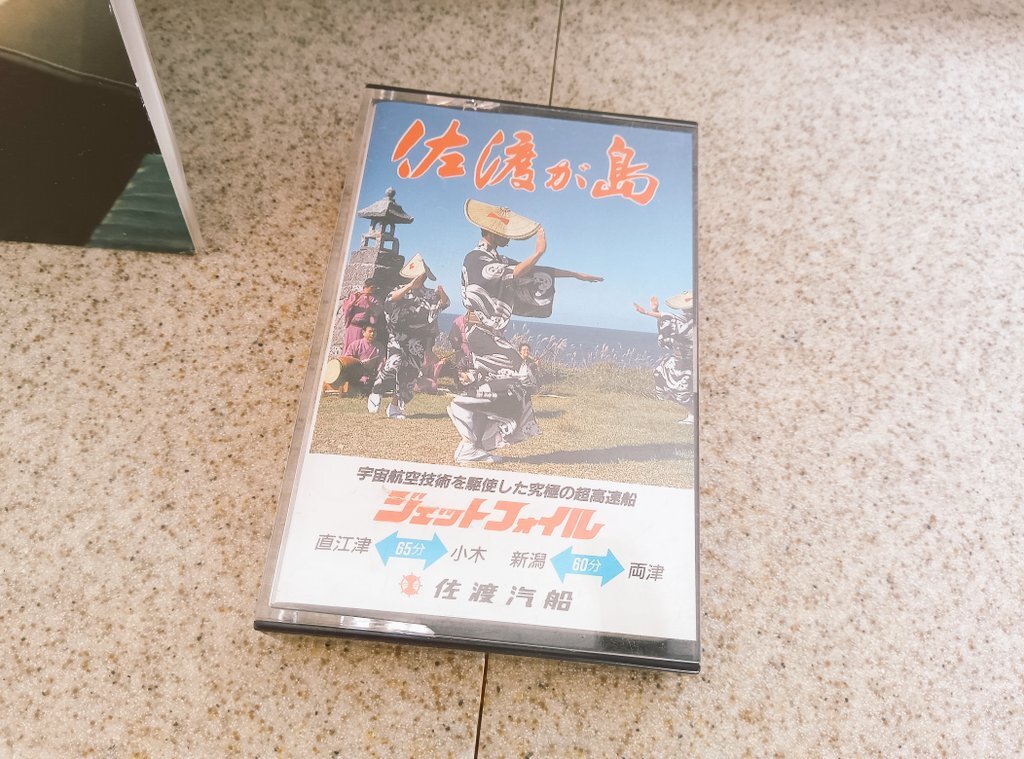 佐渡が島
宇宙航空技術を駆使した究極の超高速船
ジェットフォイル
直江津 65分 小木 新潟 60分 両津
佐渡汽船